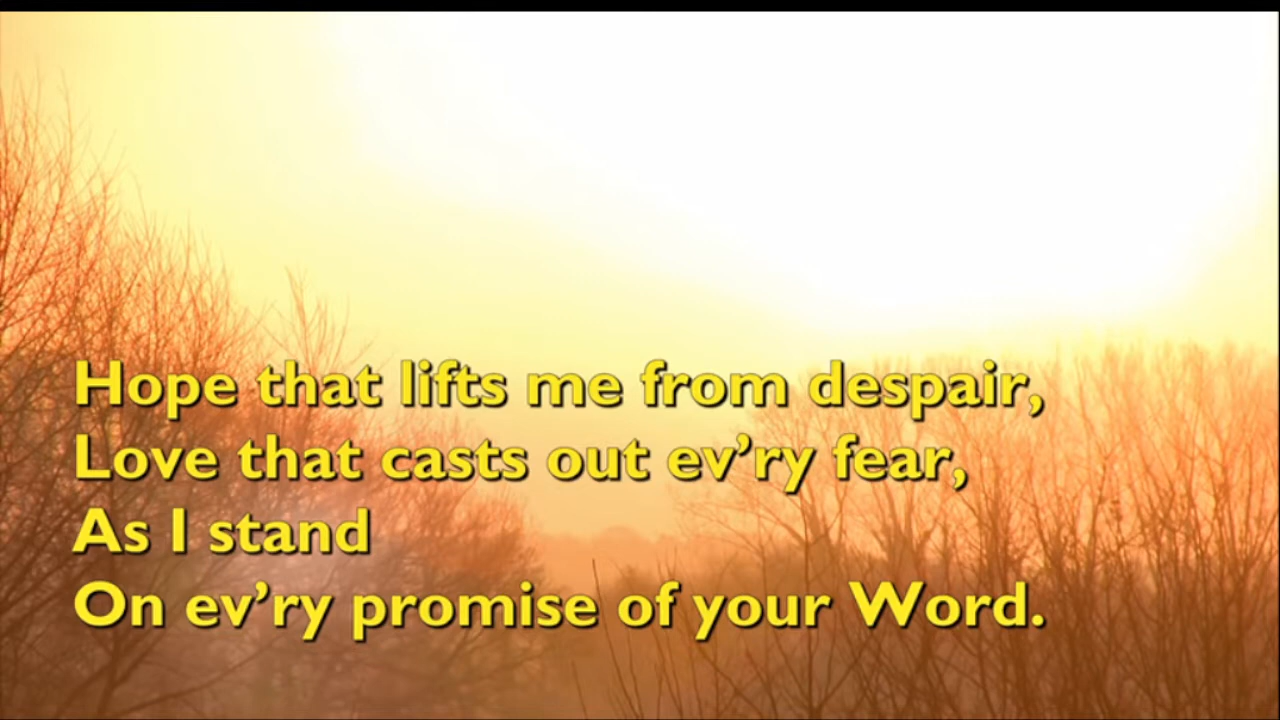 Hope that lifts me from despair,
Love that casts out ev’ry fear,
As I stand
On ev’ry promise of your Word.